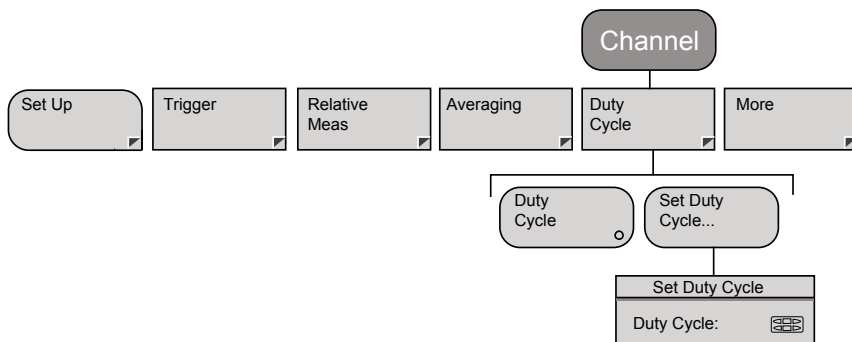 Channel
Set Up
Trigger
Relative
Meas
Averaging
Duty
Cycle
More
Duty
Cycle
Set Duty
Cycle...
Set Duty Cycle
Duty Cycle: